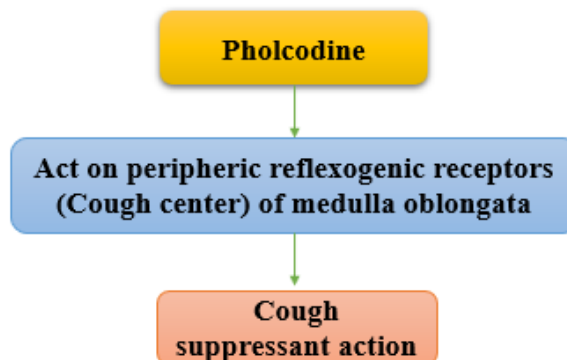 Pholcodine
Act on peripheric reflexogenic receptors
(Cough center) of medulla oblongata
Cough
suppressant action